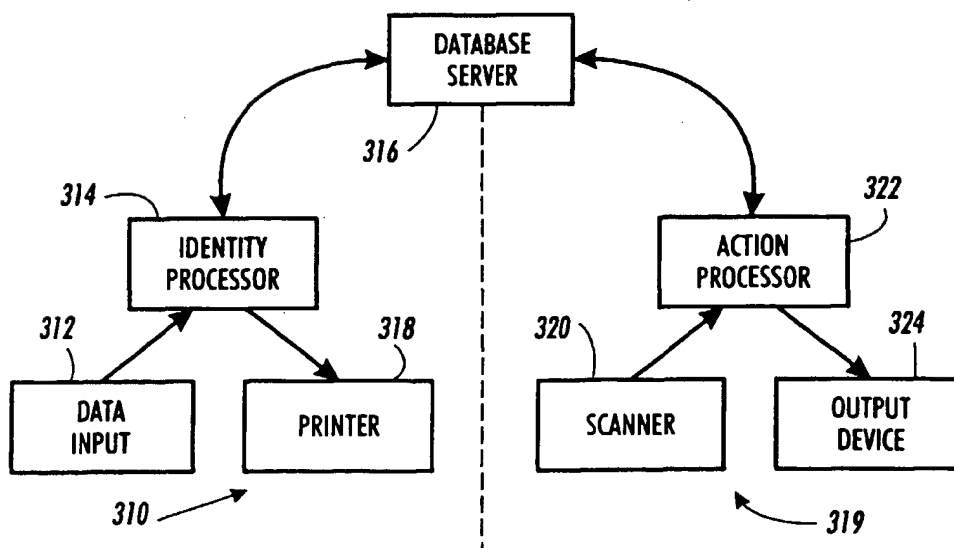 DATABASE
SERVER
316
314
322
IDENTITY
PROCESSOR
ACTION
PROCESSOR
312
318
320
324
DATA
INPUT
PRINTER
SCANNER
OUTPUT
DEVICE
310
319